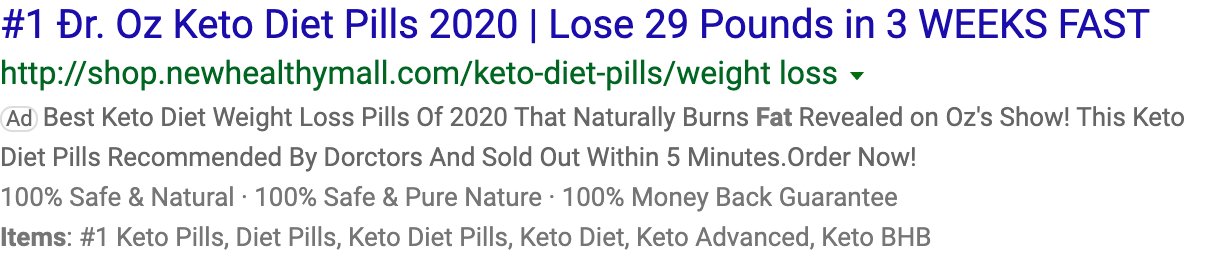 #1 Ðr. Oz Keto Diet Pills 2020 | Lose 29 Pounds in 3 WEEKS FAST
http://shop.newhealthymall.com/keto-diet-pills/weight loss
Ad Best Keto Diet Weight Loss Pills Of 2020 That Naturally Burns Fat Revealed on Oz's Show! This Keto
Diet Pills Recommended By Dorctors And Sold Out Within 5 Minutes.Order Now!
100% Safe & Natural · 100% Safe & Pure Nature · 100% Money Back Guarantee
Items: #1 Keto Pills, Diet Pills, Keto Diet Pills, Keto Diet, Keto Advanced, Keto BHB